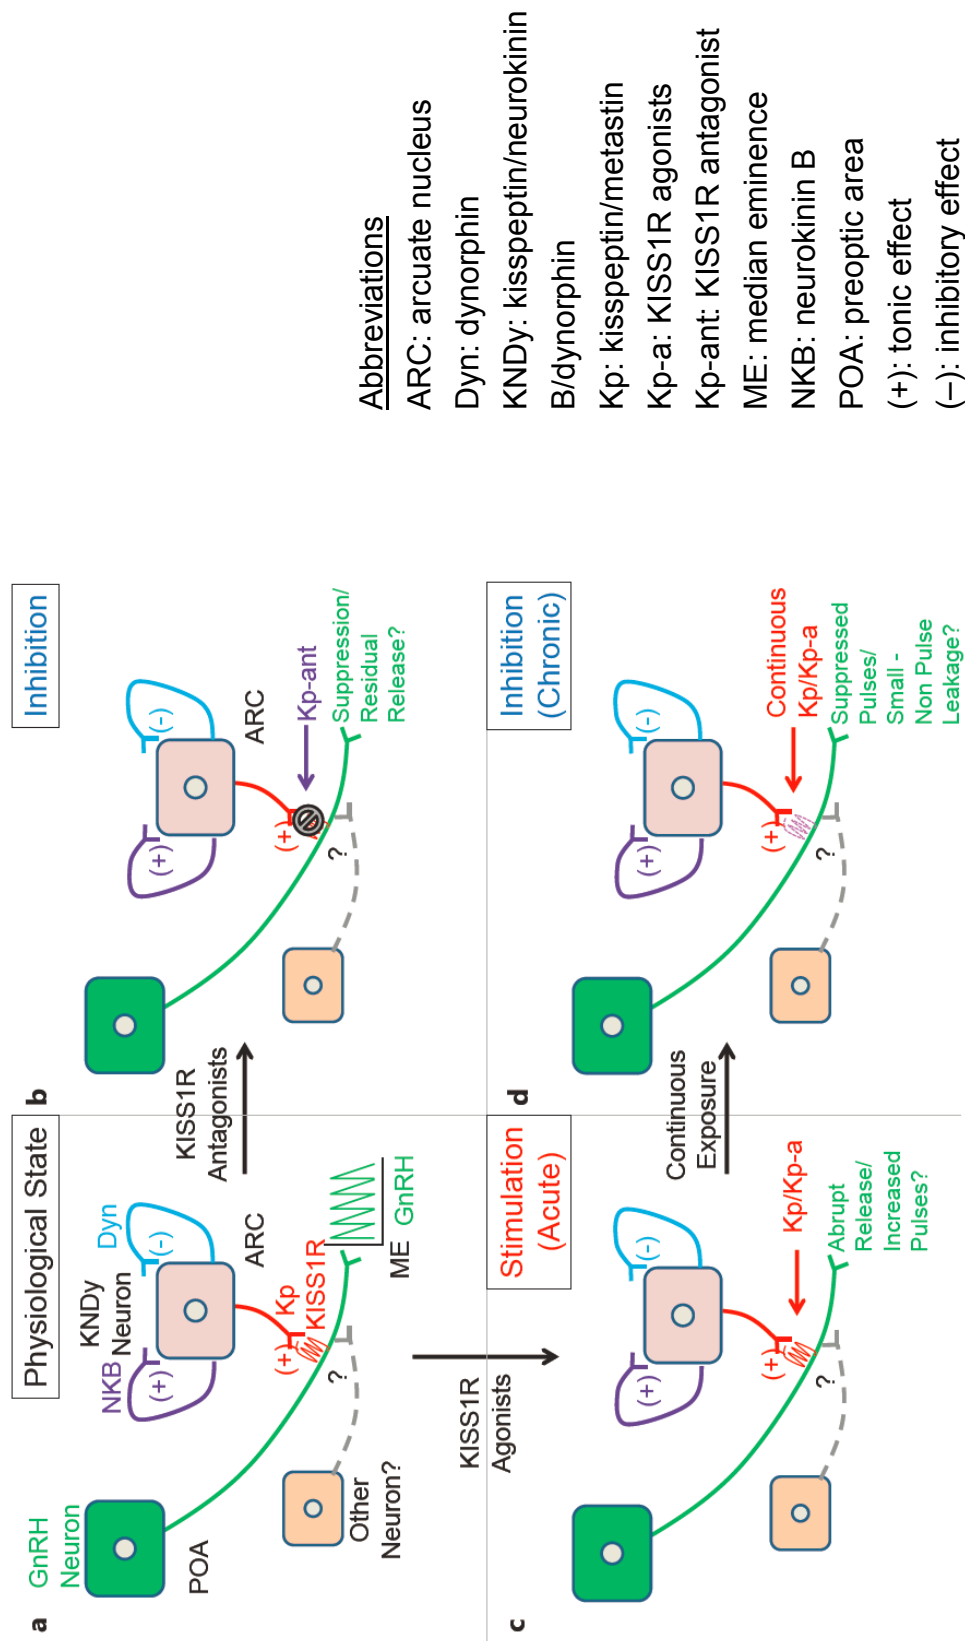 a
Physiological State
GnRH
Neuron
POA
NKB
(+)
KNDy
Neuron
Dyn
(-)
ARC
(+)
Kp
KISS1R
?
Other
Neuron?
ME
GnRH
KISS1R
Antagonists
b
Inhibition
(+)
(-)
ARC
(+)
Kp-ant
?
Suppression/
Residual
Release?
KISS1R
Agonists
c
Stimulation
(Acute)
(+)
(-)
(+)
Kp/Kp-a
?
Abrupt
Release/
Increased
Pulses?
Continuous
Exposure
d
Inhibition
(Chronic)
(+)
(-)
(+)
Continuous
Kp/Kp-a
?
Suppressed
Pulses/
Small -
Non Pulse
Leakage?
Abbreviations
ARC: arcuate nucleus
Dyn: dynorphin
KNDy: kisspeptin/neurokinin
B/dynorphin
Kp: kisspeptin/metastin
Kp-a: KISS1R agonists
Kp-ant: KISS1R antagonist
ME: median eminence
NKB: neurokinin B
POA: preoptic area
(+): tonic effect
(–): inhibitory effect